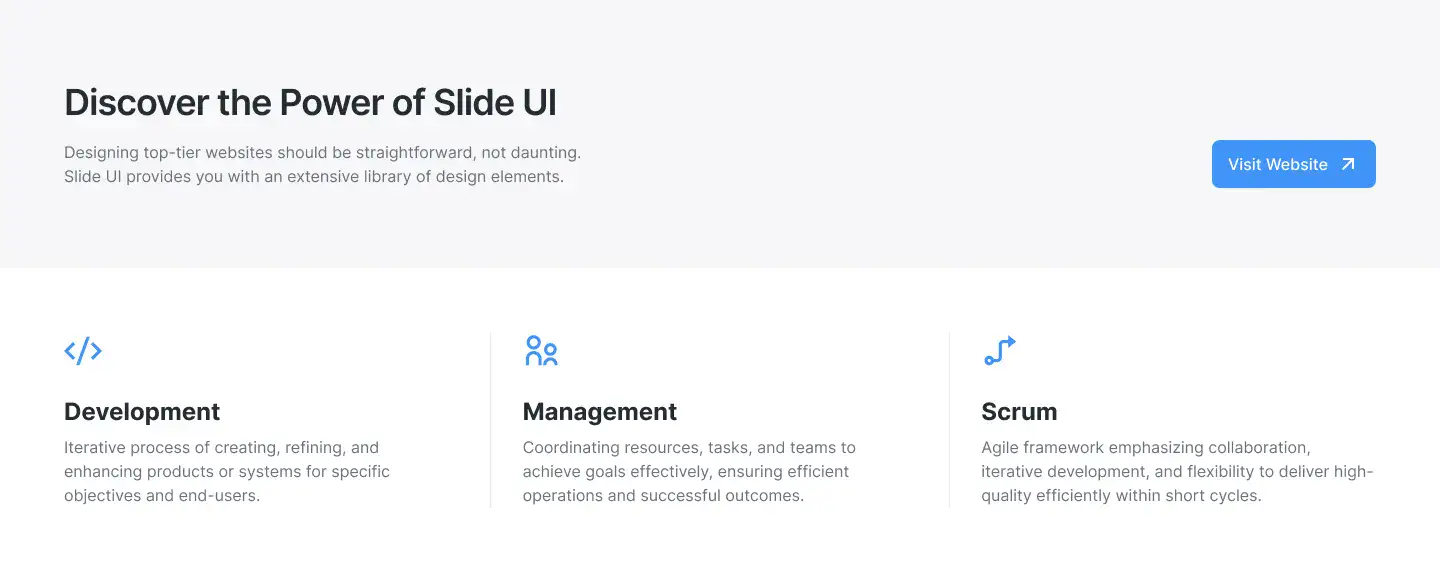 Discover the Power of Slide UI
Designing top-tier websites should be straightforward, not daunting.
Slide UI provides you with an extensive library of design elements.
Visit Website
Development
Iterative process of creating, refining, and
enhancing products or systems for specific
objectives and end-users.
Management
Coordinating resources, tasks, and teams to
achieve goals effectively, ensuring efficient
operations and successful outcomes.
Scrum
Agile framework emphasizing collaboration,
iterative development, and flexibility to deliver high-
quality efficiently within short cycles.